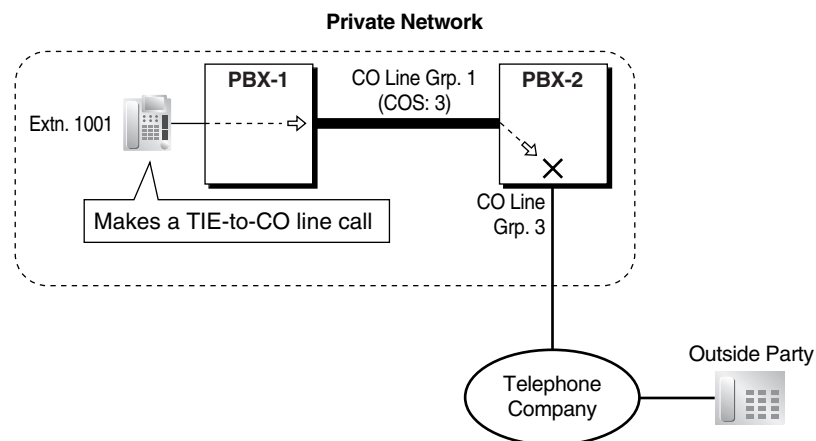 Private Network
PBX-1
CO Line Grp. 1
(COS: 3)
PBX-2
Extn. 1001
Makes a TIE-to-CO line call
CO Line
Grp. 3
Outside Party
Telephone
Company